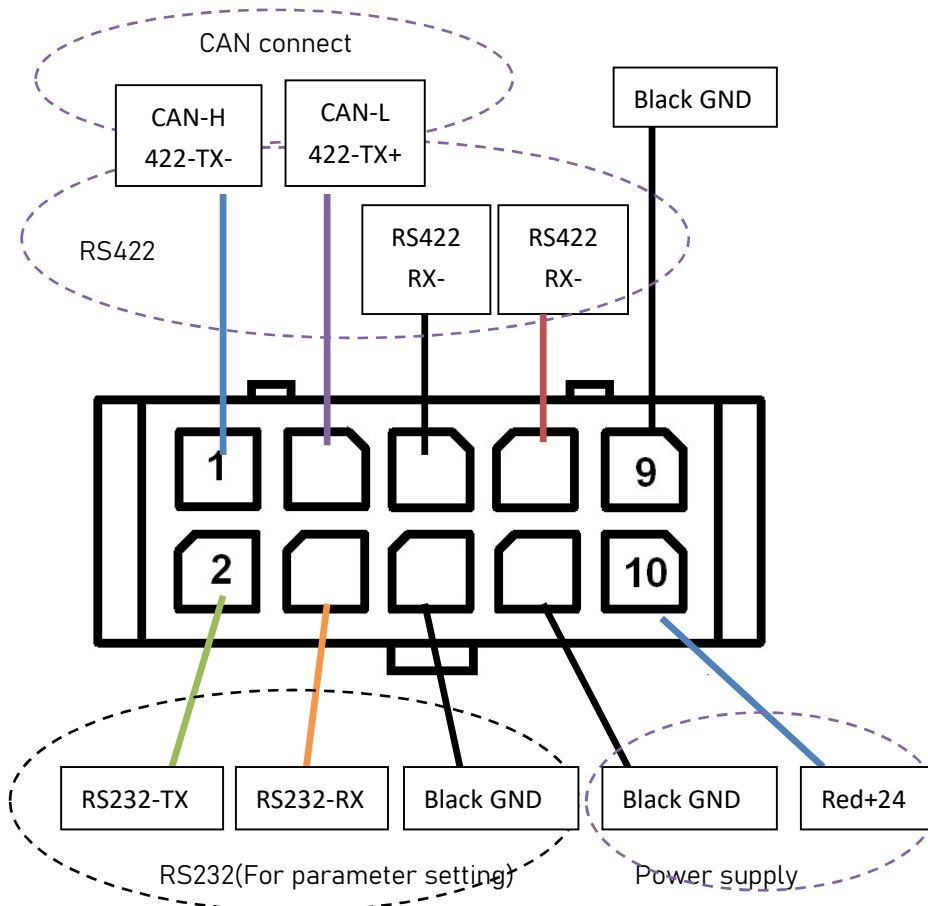 CAN connect
CAN-H
422-TX-
CAN-L
422-TX+
Black GND
RS422
RS422
RX-
RS422
RX-
1
9
2
10
RS232-TX
RS232-RX
Black GND
Black GND
Red+24
RS232(For parameter setting)
Power supply